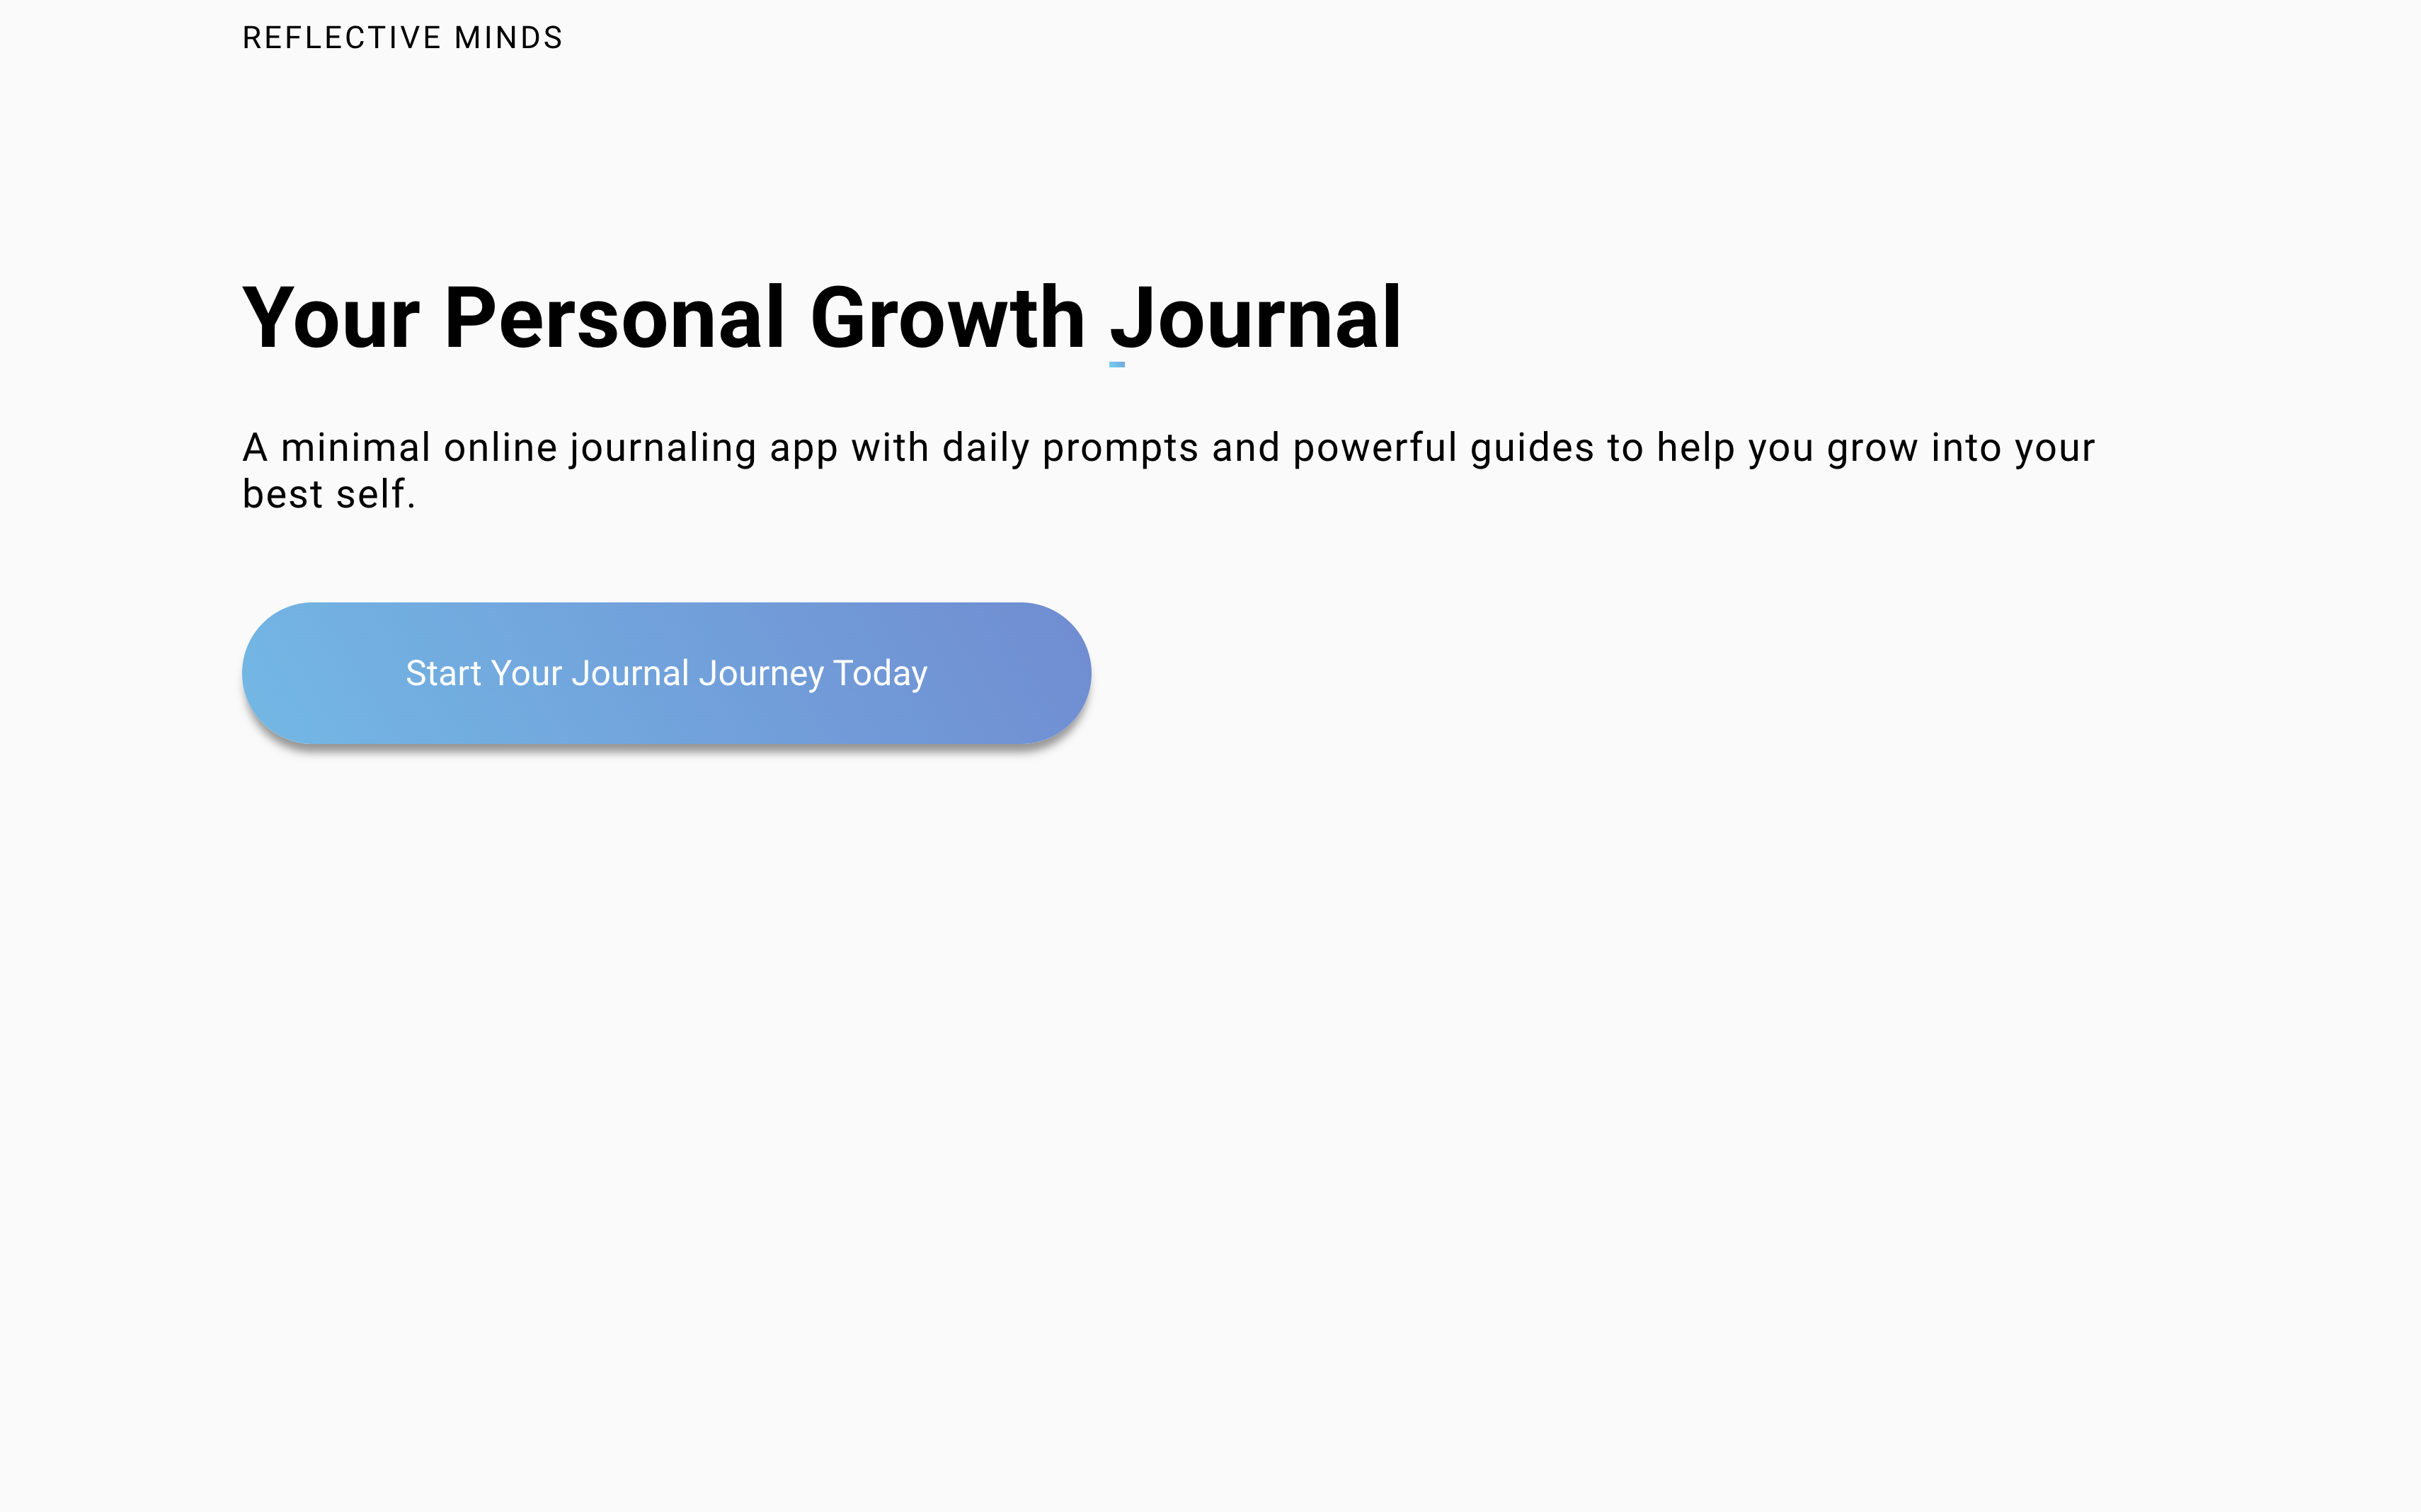 REFLECTIVE MINDS
Your Personal Growth Journal
A minimal online journaling app with daily prompts and powerful guides to help you grow into your
best self.
Start Your Journal Journey Today